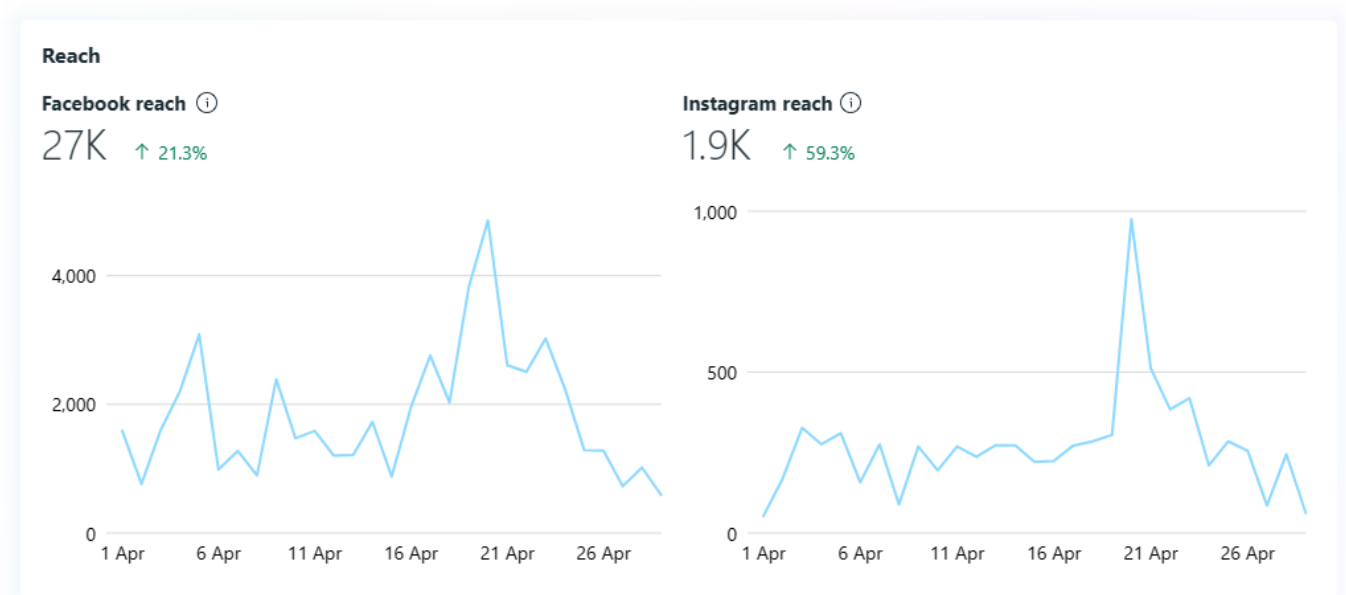 Reach
Facebook reach
27K ↑ 21.3%
4,000
2,000
0
1 Apr 6 Apr 11 Apr 16 Apr 21 Apr 26 Apr
Instagram reach
1.9K ↑ 59.3%
1,000
500
0
1 Apr 6 Apr 11 Apr 16 Apr 21 Apr 26 Apr